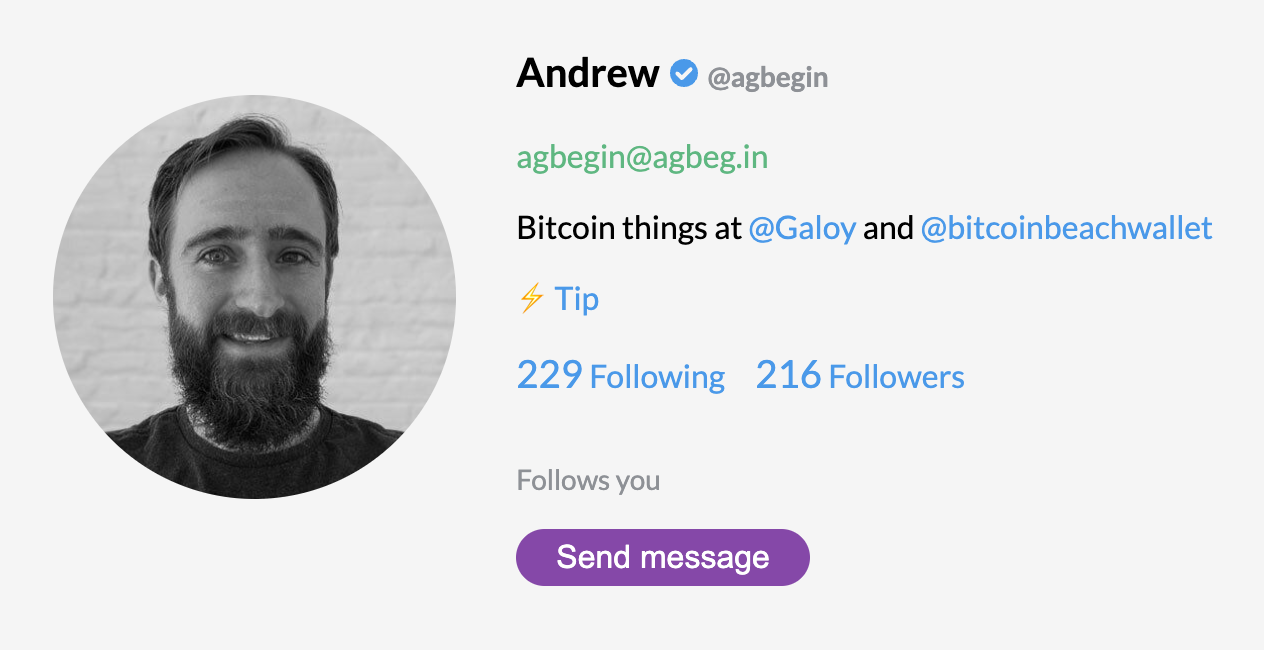 Andrew @agbegin
agbegin@agbeg.in
Bitcoin things at @Galoy and @bitcoinbeachwallet
⚡ Tip
229 Following 216 Followers
Follows you
Send message